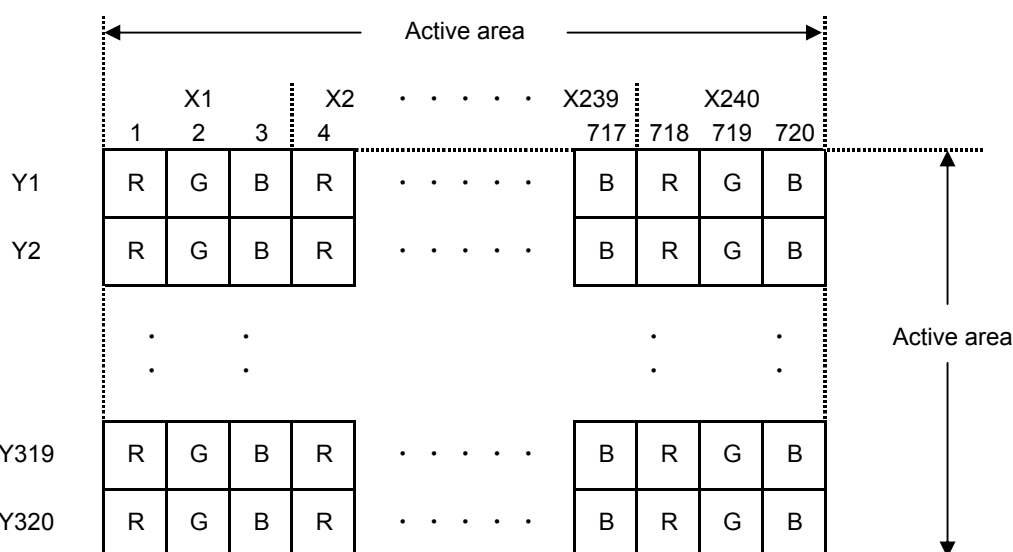 Active area
X1 X2 ・ ・ ・ ・ ・ X239 X240
1 2 3 4 717 718 719 720
Y1 R G B R ・ ・ ・ ・ ・ B R G B
Y2 R G B R ・ ・ ・ ・ ・ B R G B
・ ・ ・ ・
Active area
・ ・ ・ ・
Y319 R G B R ・ ・ ・ ・ ・ B R G B
Y320 R G B R ・ ・ ・ ・ ・ B R G B